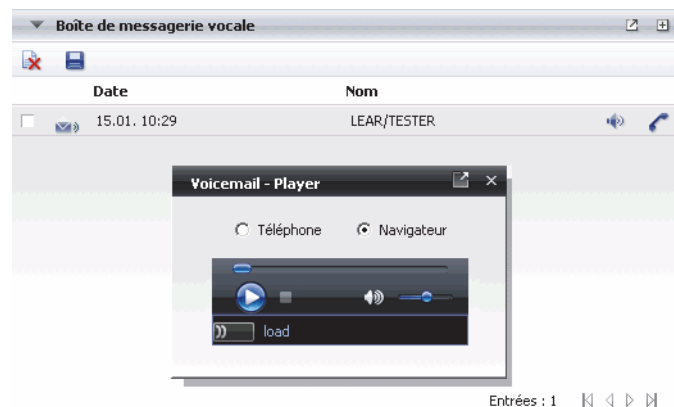 Boîte de messagerie vocale
Date Nom
15.01. 10:29 LEAR/TESTER
Voicemail - Player
Téléphone Navigateur
load
Entrées : 1